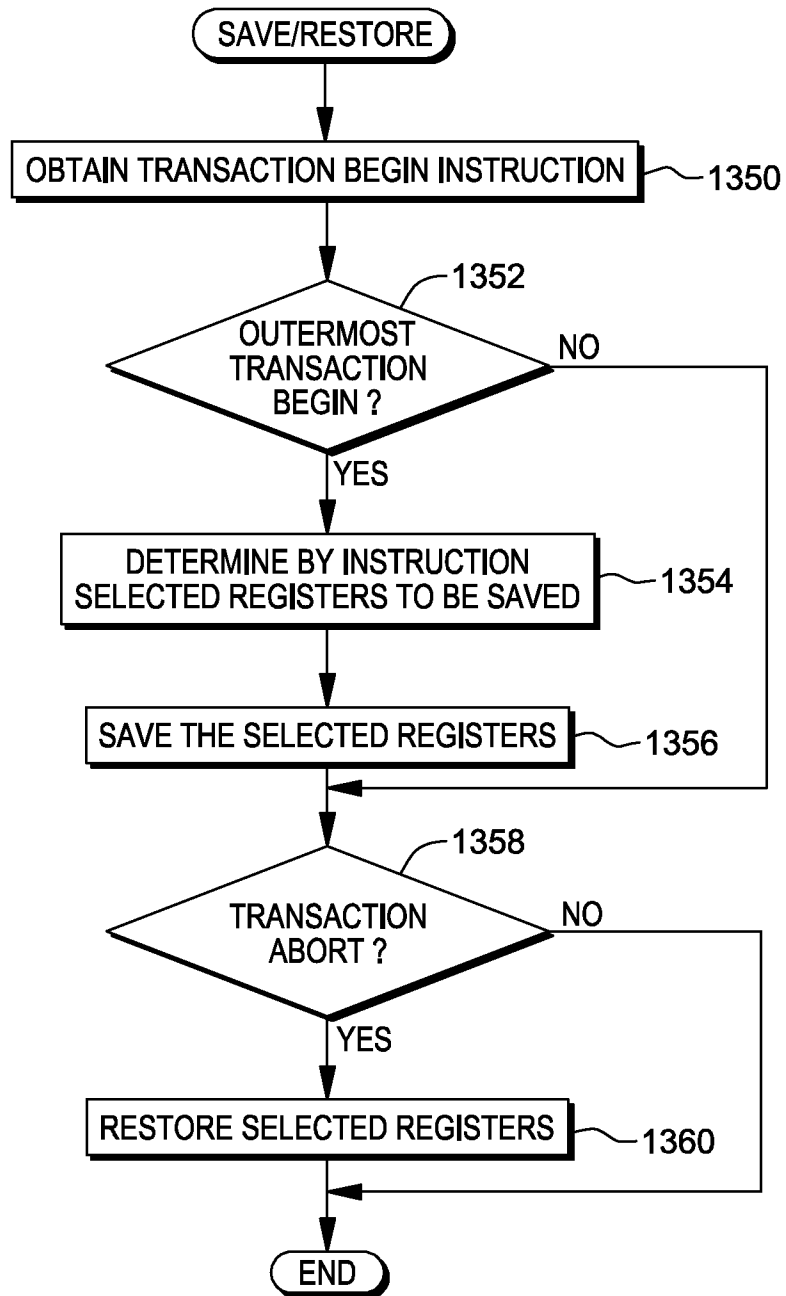 SAVE/RESTORE
OBTAIN TRANSACTION BEGIN INSTRUCTION
1350
1352
OUTERMOST
TRANSACTION
BEGIN ?
NO
YES
DETERMINE BY INSTRUCTION
SELECTED REGISTERS TO BE SAVED
1354
SAVE THE SELECTED REGISTERS
1356
1358
TRANSACTION
ABORT ?
NO
YES
RESTORE SELECTED REGISTERS
1360
END